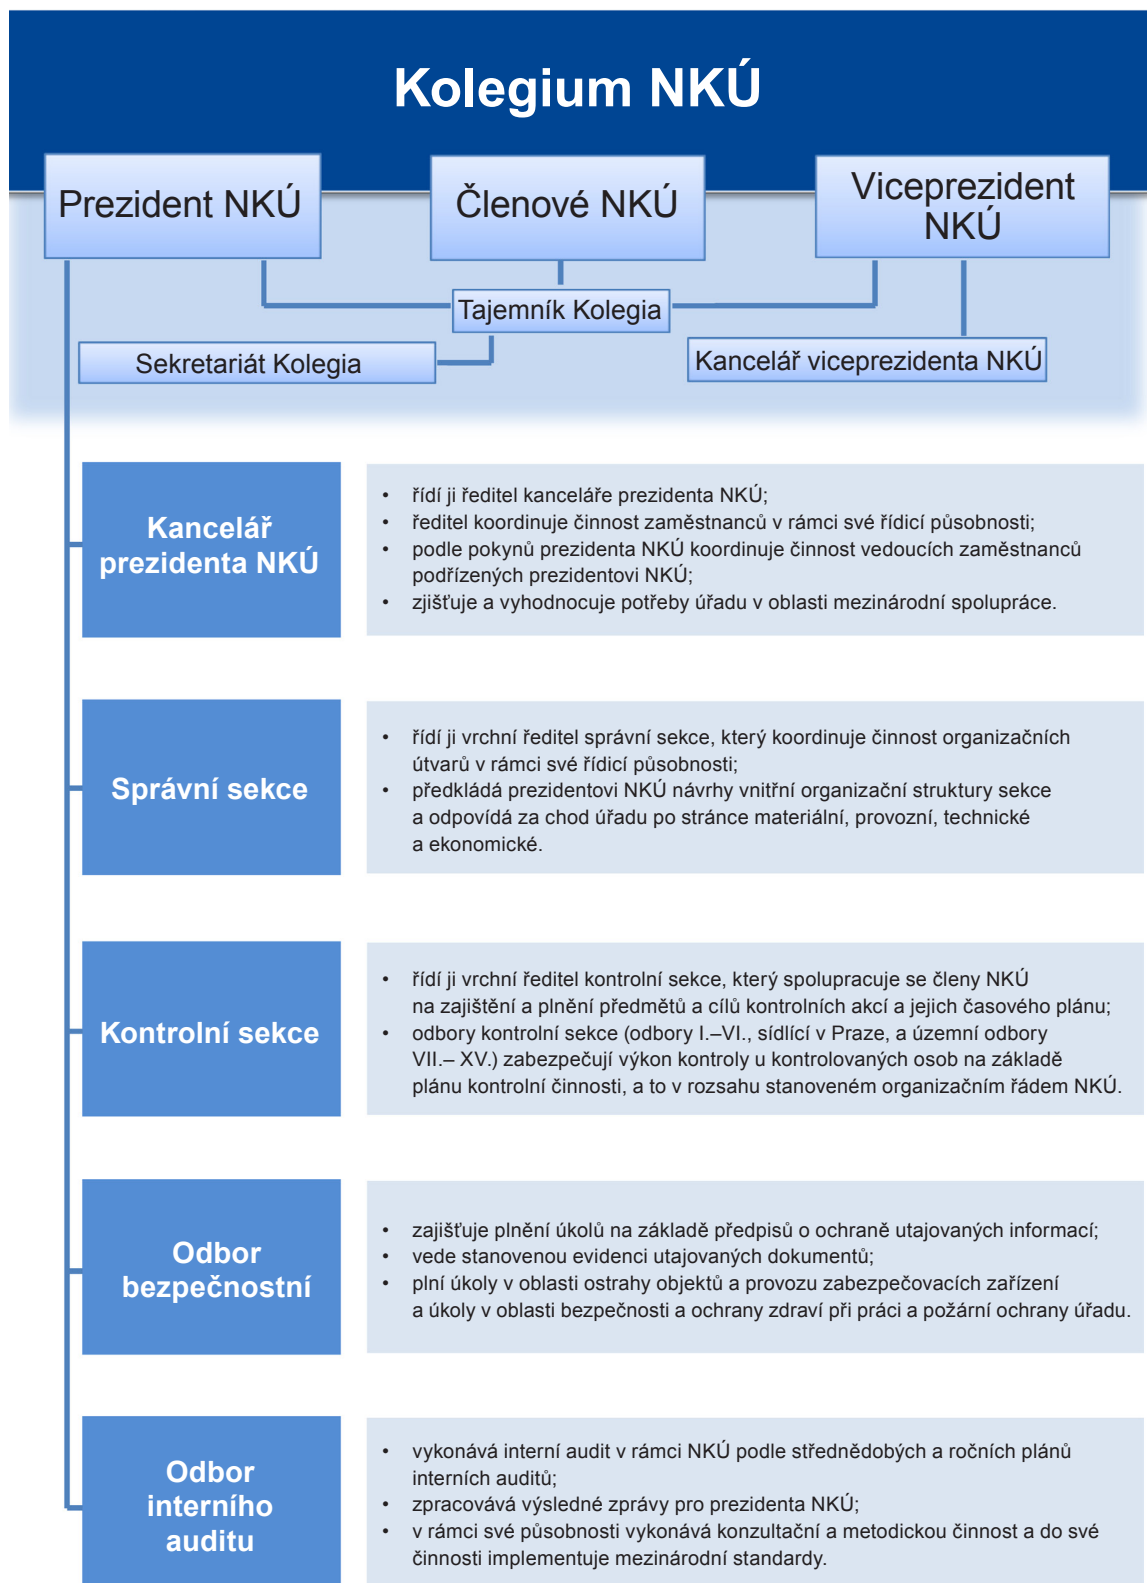 Kolegium NKÚ
Prezident NKÚ
Členové NKÚ
Viceprezident
NKÚ
Tajemník Kolegia
Sekretariát Kolegia
Kancelář viceprezidenta NKÚ
Kancelář
prezidenta NKÚ
• řídí ji ředitel kanceláře prezidenta NKÚ;
• ředitel koordinuje činnost zaměstnanců v rámci své řídicí působnosti;
• podle pokynů prezidenta NKÚ koordinuje činnost vedoucích zaměstnanců
podřízených prezidentovi NKÚ;
• zjišťuje a vyhodnocuje potřeby úřadu v oblasti mezinárodní spolupráce.
Správní sekce
• řídí ji vrchní ředitel správní sekce, který koordinuje činnost organizačních
útvarů v rámci své řídicí působnosti;
• předkládá prezidentovi NKÚ návrhy vnitřní organizační struktury sekce
a odpovídá za chod úřadu po stránce materiální, provozní, technické
a ekonomické.
Kontrolní sekce
• řídí ji vrchní ředitel kontrolní sekce, který spolupracuje se členy NKÚ
na zajištění a plnění předmětů a cílů kontrolních akcí a jejich časového plánu;
• odbory kontrolní sekce (odbory I.–VI., sídlící v Praze, a územní odbory
VII.– XV.) zabezpečují výkon kontroly u kontrolovaných osob na základě
plánu kontrolní činnosti, a to v rozsahu stanoveném organizačním řádem NKÚ.
Odbor
bezpečnostní
• zajišťuje plnění úkolů na základě předpisů o ochraně utajovaných informací;
• vede stanovenou evidenci utajovaných dokumentů;
• plní úkoly v oblasti ostrahy objektů a provozu zabezpečovacích zařízení
a úkoly v oblasti bezpečnosti a ochrany zdraví při práci a požární ochrany úřadu.
Odbor
interního
auditu
• vykonává interní audit v rámci NKÚ podle střednědobých a ročních plánů
interních auditů;
• zpracovává výsledné zprávy pro prezidenta NKÚ;
• v rámci své působnosti vykonává konzultační a metodickou činnost a do své
činnosti implementuje mezinárodní standardy.